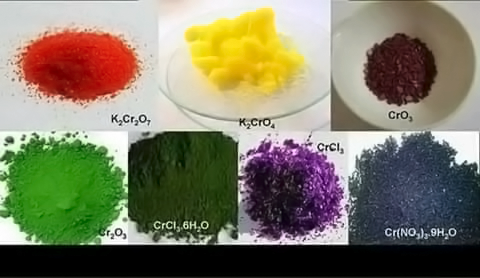 K₂Cr₂O₇
K₂CrO₄
CrO₃
Cr₂O₃
CrCl₃.6H₂O
CrCl₃
Cr(NO₃)₃.9H₂O